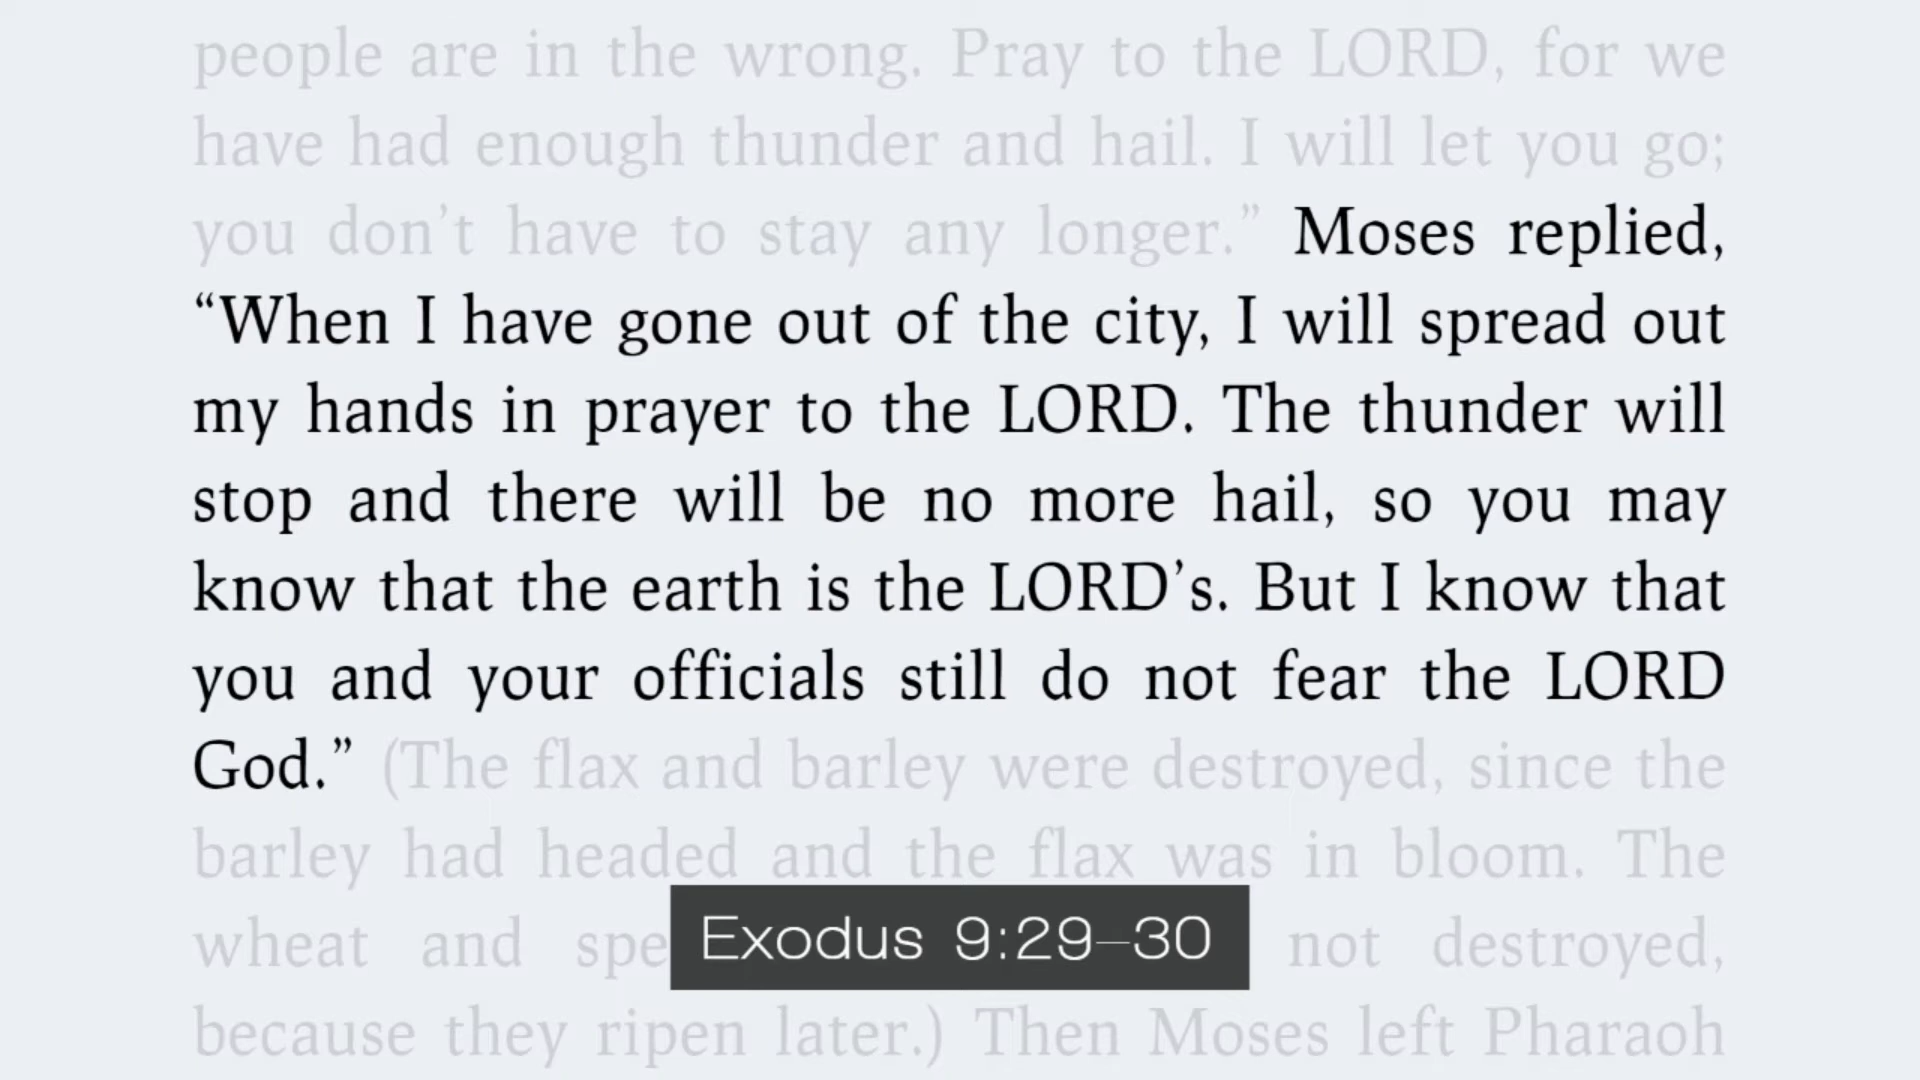 people are in the wrong. Pray to the LORD, for we
have had enough thunder and hail. I will let you go;
you don’t have to stay any longer.” Moses replied,
“When I have gone out of the city, I will spread out
my hands in prayer to the LORD. The thunder will
stop and there will be no more hail, so you may
know that the earth is the LORD’s. But I know that
you and your officials still do not fear the LORD
God.” (The flax and barley were destroyed, since the
barley had headed and the flax was in bloom. The
wheat and spe not destroyed,
Exodus 9:29–30
because they ripen later.) Then Moses left Pharaoh